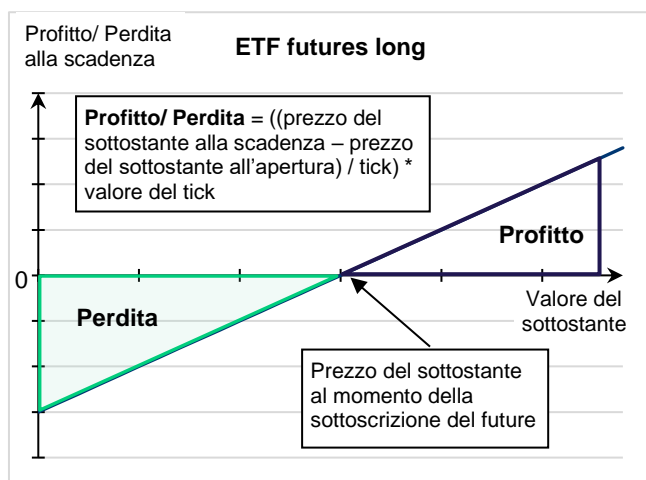 Profitto/ Perdita
alla scadenza
ETF futures long
Profitto/ Perdita = ((prezzo del
sottostante alla scadenza – prezzo
del sottostante all'apertura) / tick) *
valore del tick
Profitto
0
Valore del
sottostante
Perdita
Prezzo del sottostante
al momento della
sottoscrizione del future